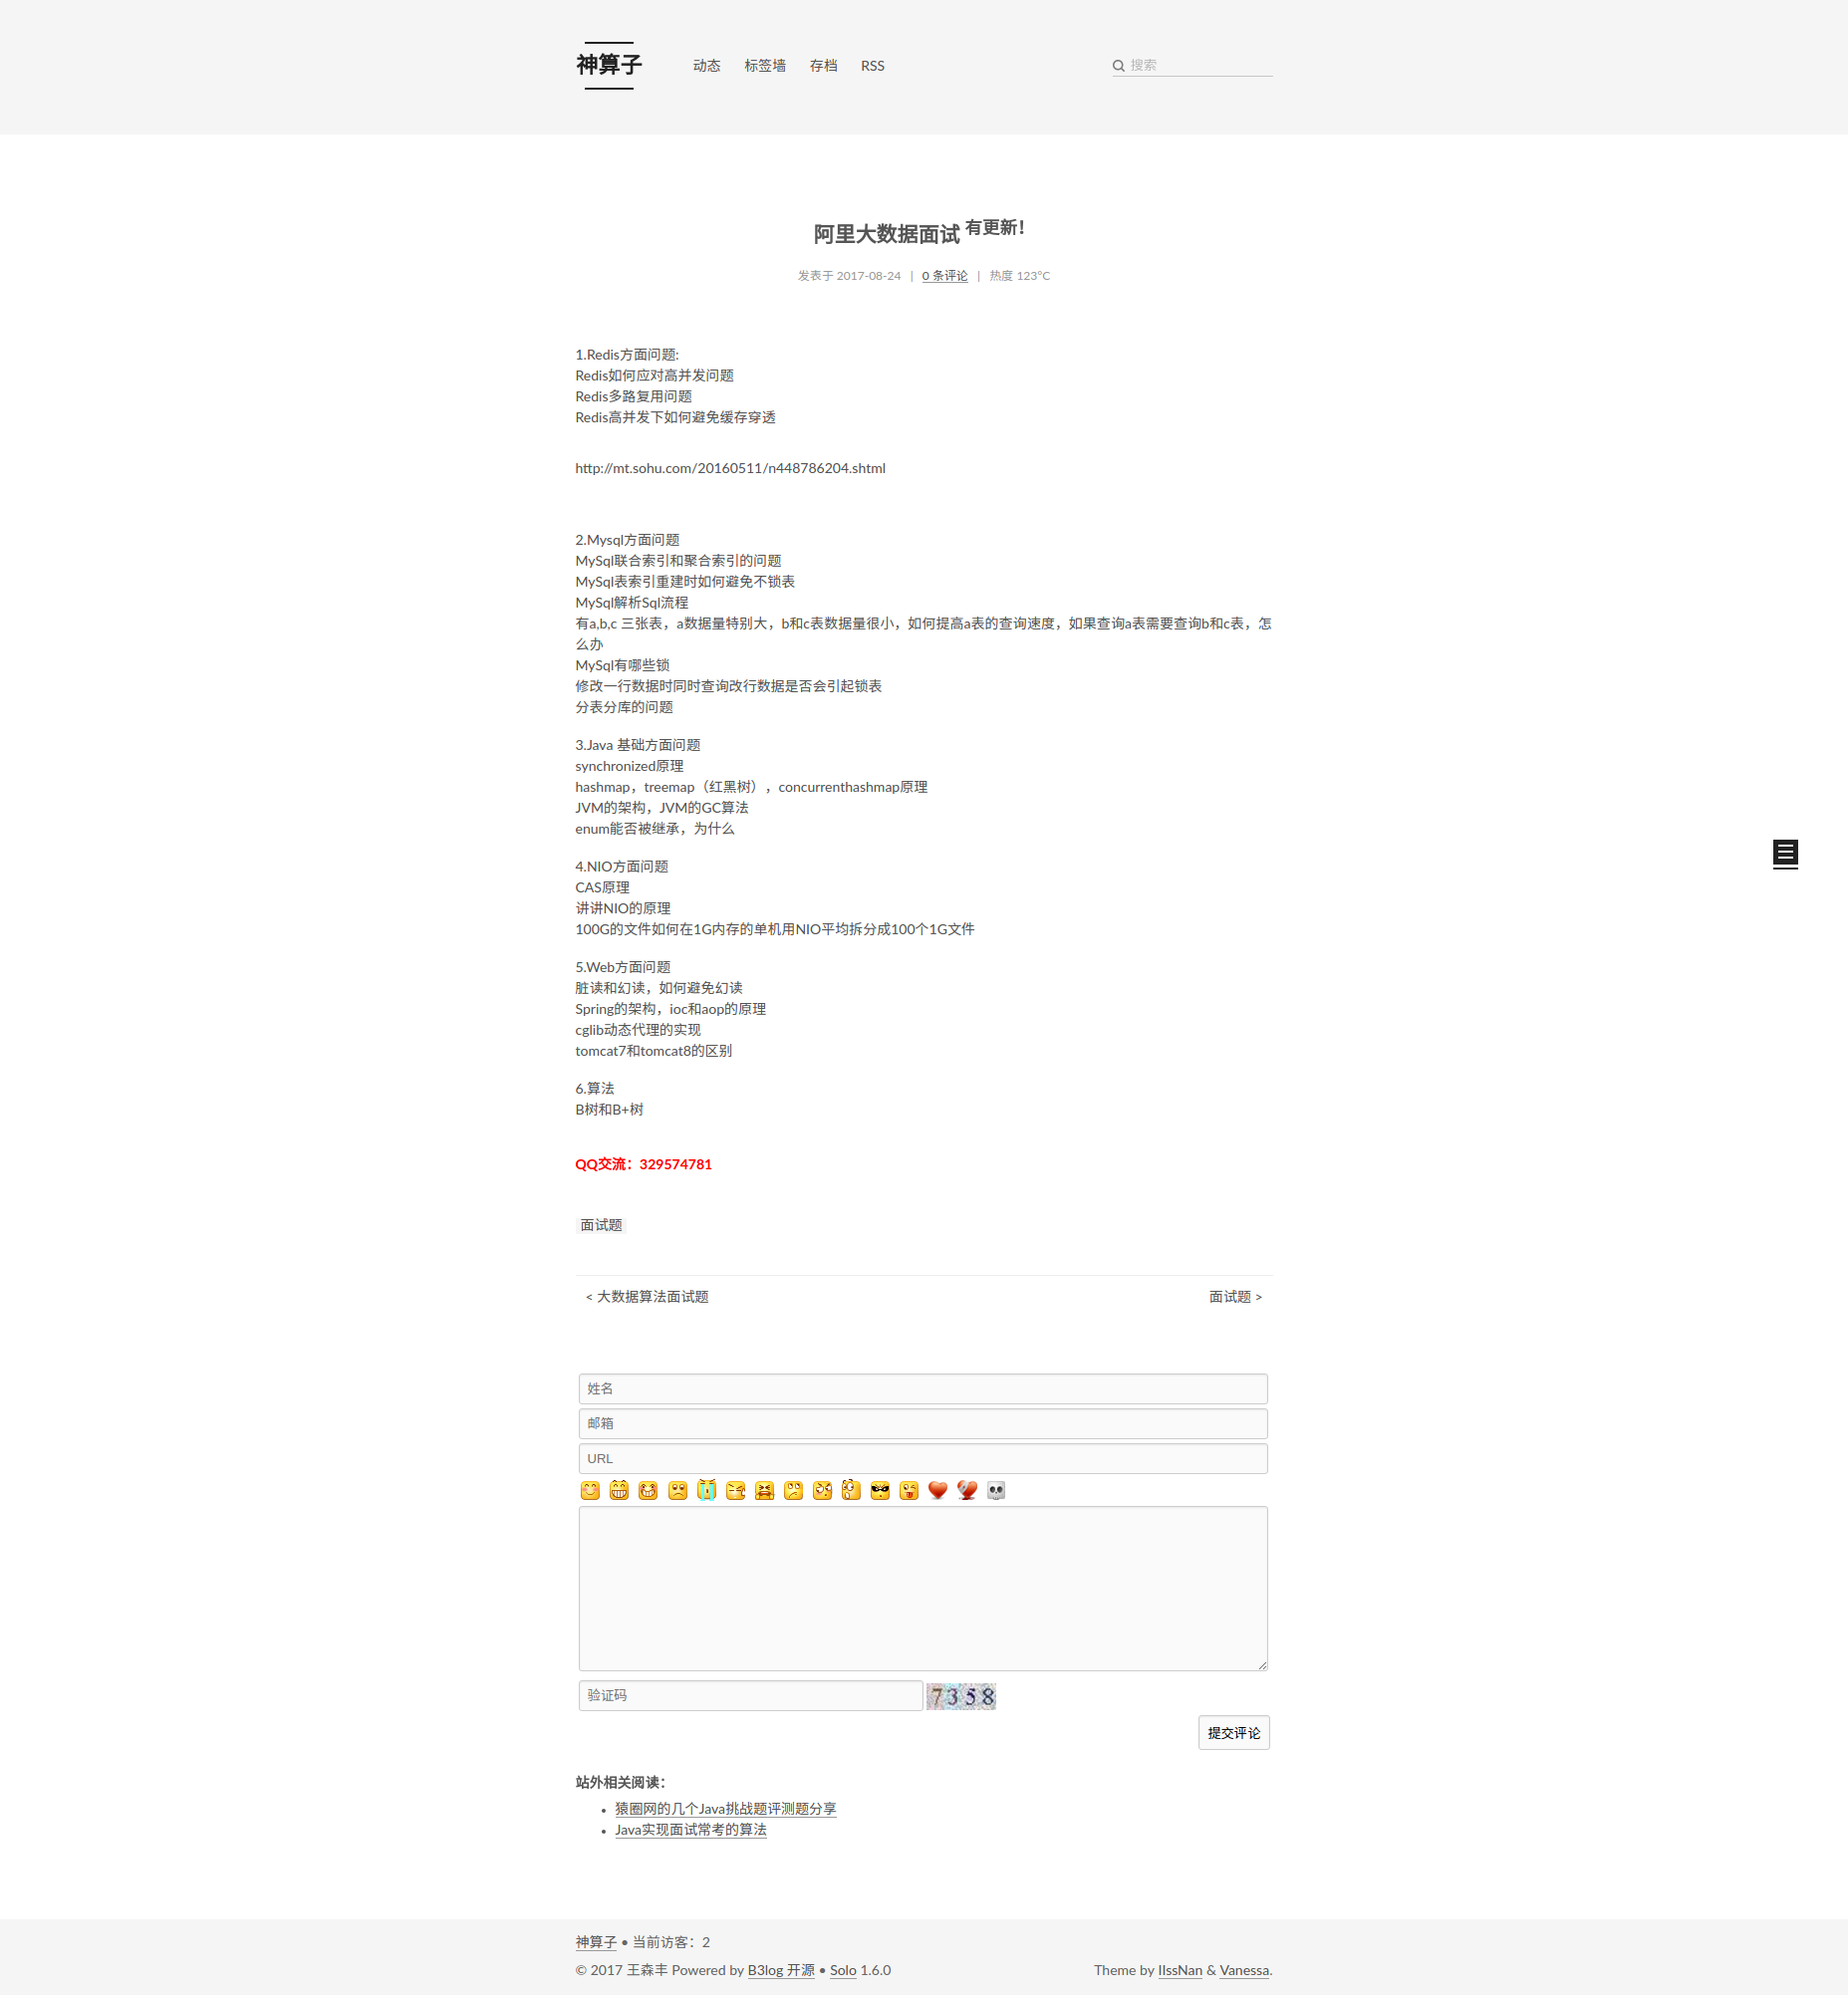 神算子
动态 标签墙 存档 RSS
搜索
阿里大数据面试 有更新！
发表于 2017-08-24 | 0 条评论 | 热度 123°C
1.Redis方面问题:
Redis如何应对高并发问题
Redis多路复用问题
Redis高并发下如何避免缓存穿透
http://mt.sohu.com/20160511/n448786204.shtml
2.Mysql方面问题
MySql联合索引和聚合索引的问题
MySql表索引重建时如何避免不锁表
MySql解析Sql流程
有a,b,c 三张表，a数据量特别大，b和c表数据量很小，如何提高a表的查询速度，如果查询a表需要查询b和c表，怎
么办
MySql有哪些锁
修改一行数据时同时查询改行数据是否会引起锁表
分表分库的问题
3.Java 基础方面问题
synchronized原理
hashmap，treemap（红黑树），concurrenthashmap原理
JVM的架构，JVM的GC算法
enum能否被继承，为什么
4.NIO方面问题
CAS原理
讲讲NIO的原理
100G的文件如何在1G内存的单机用NIO平均拆分成100个1G文件
5.Web方面问题
脏读和幻读，如何避免幻读
Spring的架构，ioc和aop的原理
cglib动态代理的实现
tomcat7和tomcat8的区别
6.算法
B树和B+树
QQ交流：329574781
面试题
< 大数据算法面试题
面试题 >
姓名
邮箱
URL
验证码 7358
提交评论
站外相关阅读：
• 猿圈网的几个Java挑战题评测题分享
• Java实现面试常考的算法
神算子 • 当前访客：2
© 2017 王森丰 Powered by B3log 开源 • Solo 1.6.0
Theme by IIssNan & Vanessa.